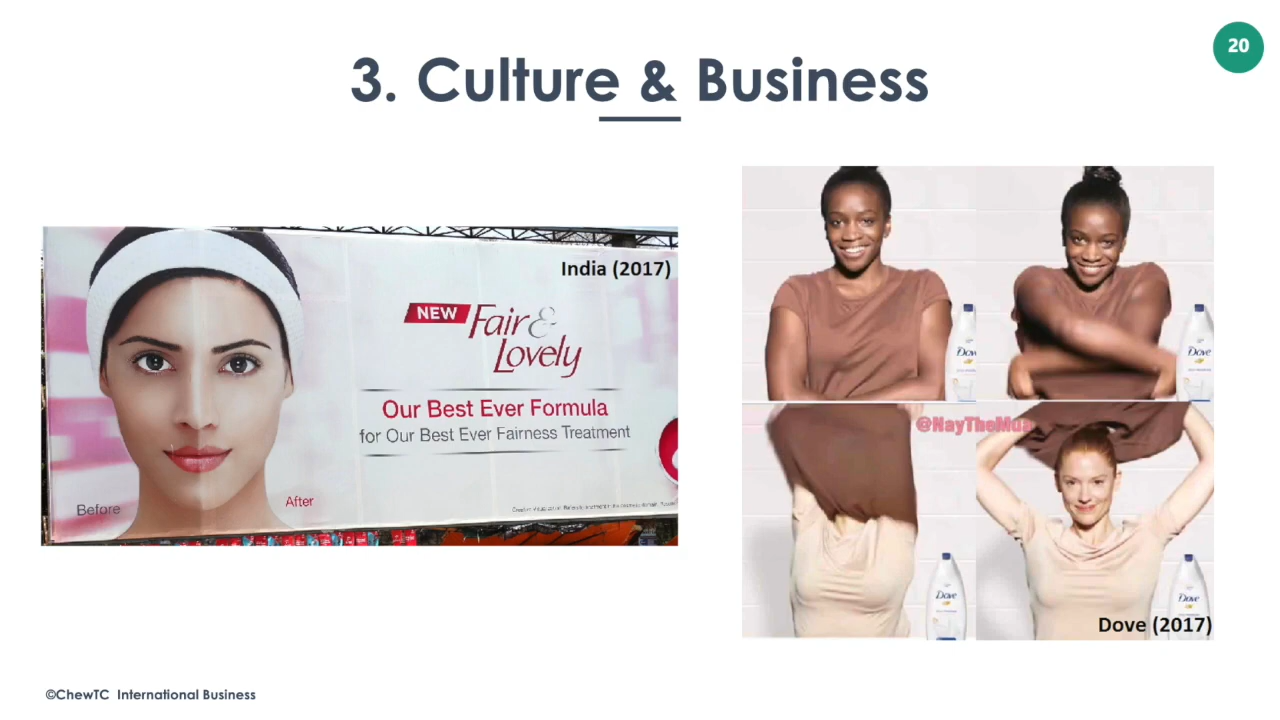 20
3. Culture & Business
India (2017)
NEW Fair &
Lovely
Our Best Ever Formula
for Our Best Ever Fairness Treatment
Before
After
Dove
Dove
@NayTheMua
Dove
Dove
Dove (2017)
©ChewTC International Business